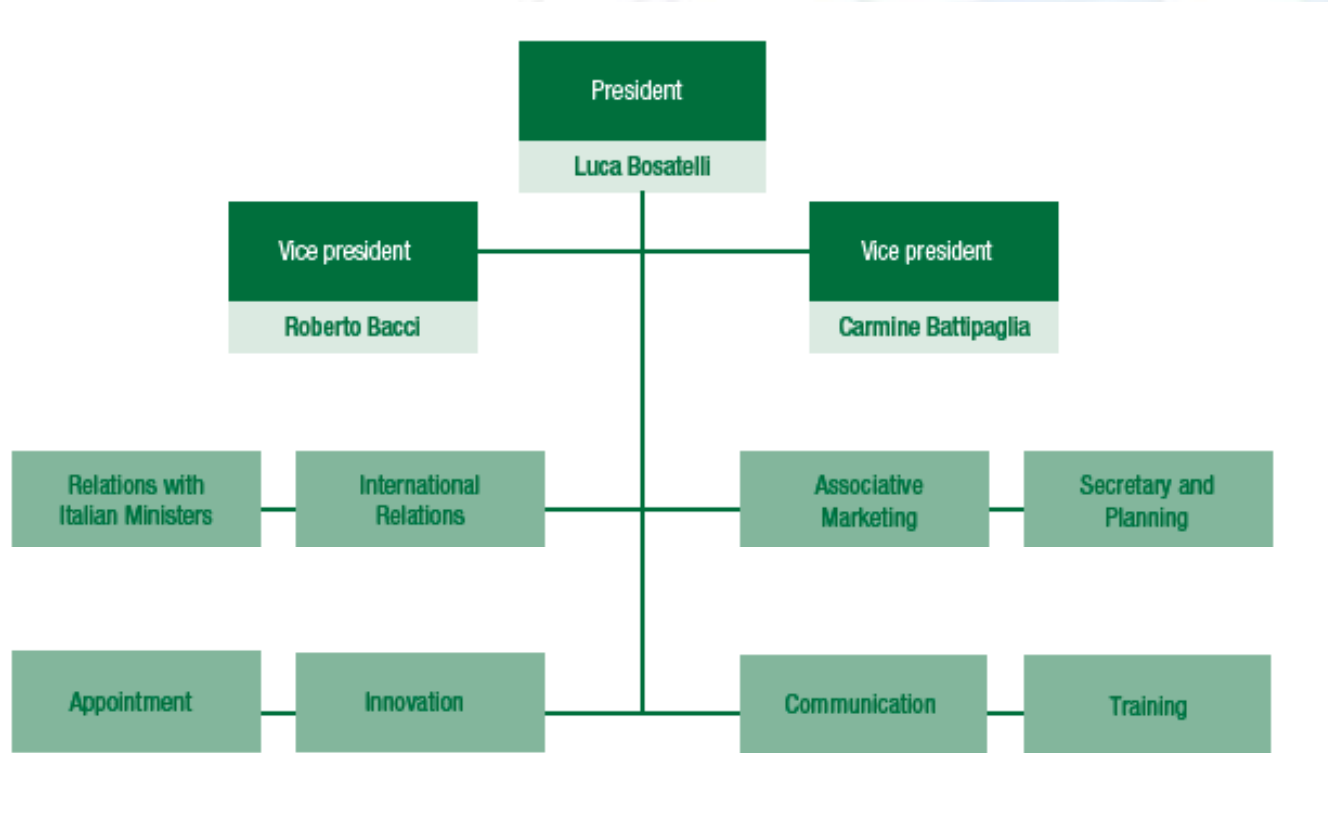 President
Luca Bosatelli
Vice president
Roberto Bacci
Vice president
Carmine Battipaglia
Relations with
Italian Ministers
International
Relations
Associative
Marketing
Secretary and
Planning
Appointment
Innovation
Communication
Training